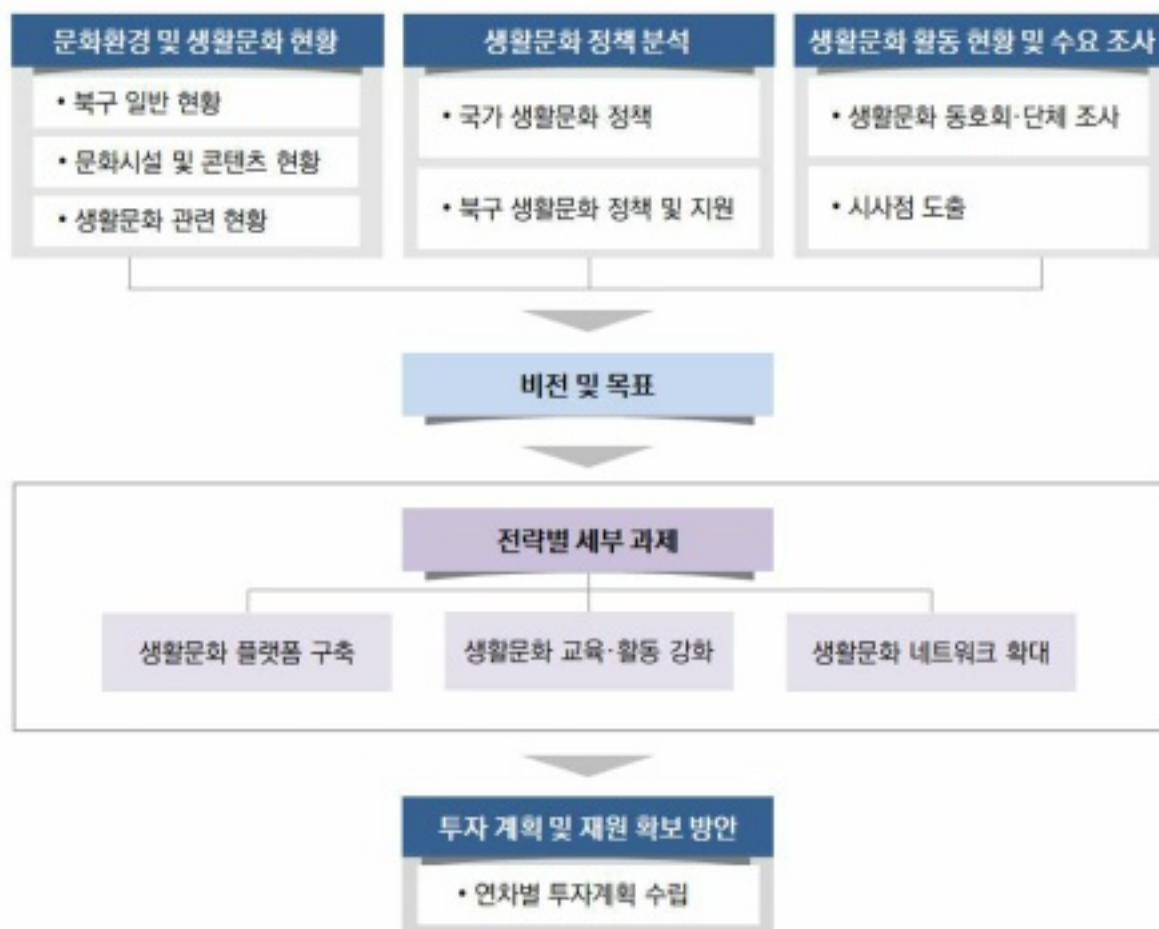 문화환경 및 생활문화 현황
• 북구 일반 현황
• 문화시설 및 콘텐츠 현황
• 생활문화 관련 현황
생활문화 정책 분석
• 국가 생활문화 정책
• 북구 생활문화 정책 및 지원
생활문화 활동 현황 및 수요 조사
• 생활문화 동호회·단체 조사
• 시사점 도출
비전 및 목표
전략별 세부 과제
생활문화 플랫폼 구축
생활문화 교육·활동 강화
생활문화 네트워크 확대
투자 계획 및 재원 확보 방안
• 연차별 투자계획 수립